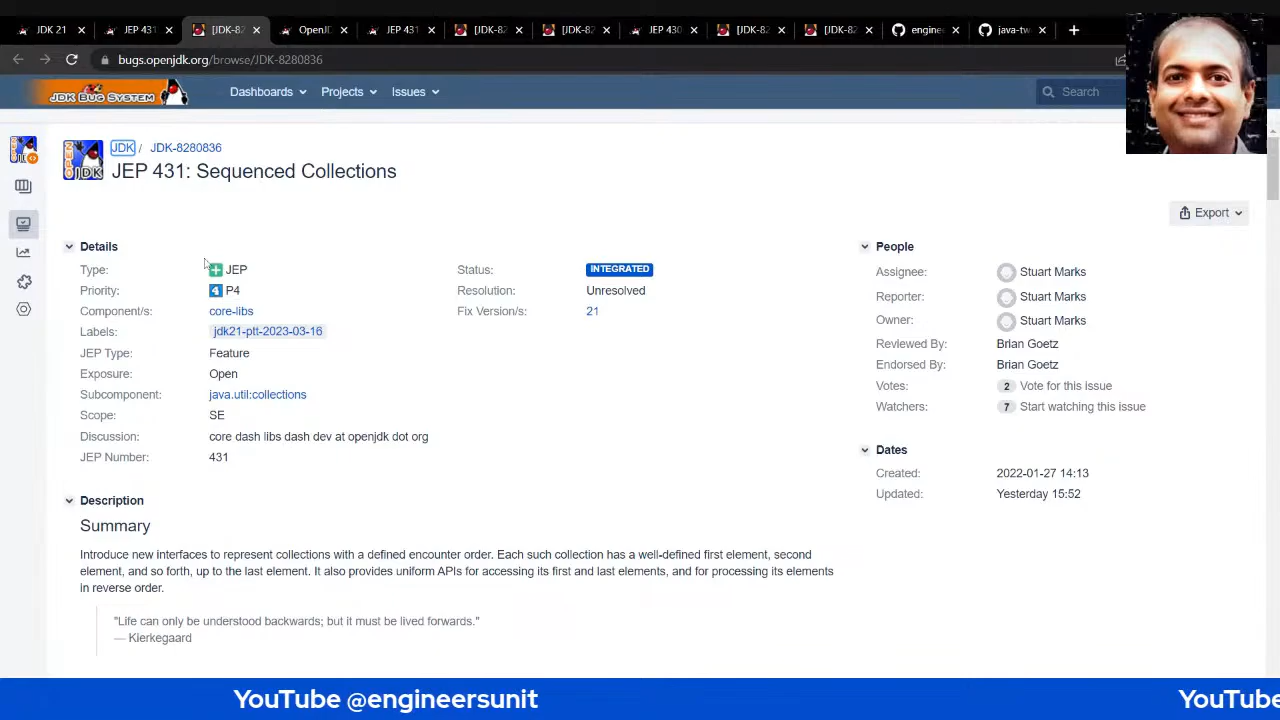 JDK 21
JEP 431
[JDK-82
OpenJD
JEP 431
[JDK-82
[JDK-82
JEP 430
[JDK-82
[JDK-82
engine
java-tw
bugs.openjdk.org/browse/JDK-8280836
JDK BUG SYSTEM
Dashboards
Projects
Issues
Search
OPEN
JDK
JDK / JDK-8280836
JEP 431: Sequenced Collections
Export
Details
Type: JEP
Status: INTEGRATED
Priority: 4 P4
Resolution: Unresolved
Component/s: core-libs
Fix Version/s: 21
Labels: jdk21-ptt-2023-03-16
JEP Type: Feature
Exposure: Open
Subcomponent: java.util:collections
Scope: SE
Discussion: core dash libs dash dev at openjdk dot org
JEP Number: 431
People
Assignee: Stuart Marks
Reporter: Stuart Marks
Owner: Stuart Marks
Reviewed By: Brian Goetz
Endorsed By: Brian Goetz
Votes: 2 Vote for this issue
Watchers: 7 Start watching this issue
Dates
Created: 2022-01-27 14:13
Updated: Yesterday 15:52
Description
Summary
Introduce new interfaces to represent collections with a defined encounter order. Each such collection has a well-defined first element, second
element, and so forth, up to the last element. It also provides uniform APIs for accessing its first and last elements, and for processing its elements
in reverse order.
"Life can only be understood backwards; but it must be lived forwards."
— Kierkegaard
YouTube @engineersunit
YouTube